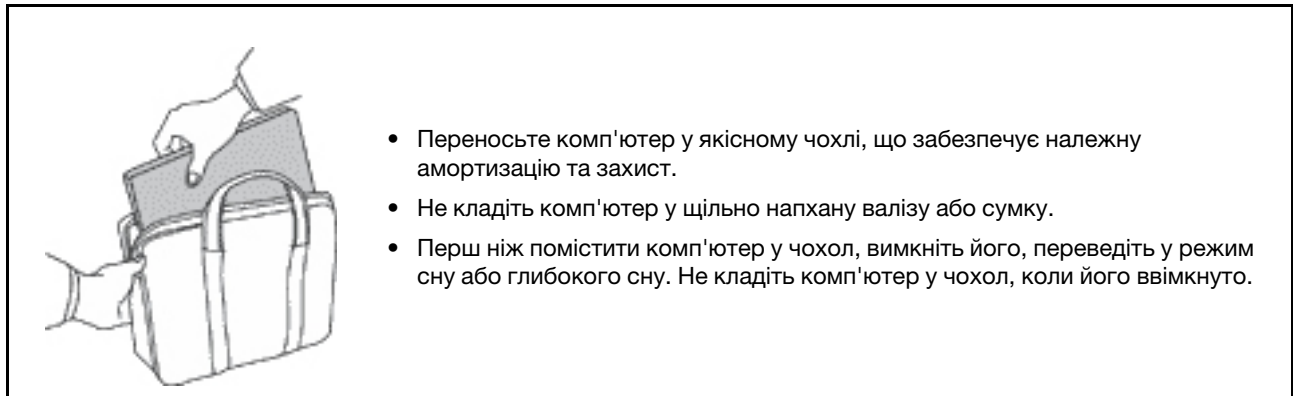 • Переносьте комп'ютер у якісному чохлі, що забезпечує належну
амортизацію та захист.
• Не кладіть комп'ютер у щільно напхану валізу або сумку.
• Перш ніж помістити комп'ютер у чохол, вимкніть його, переведіть у режим
сну або глибокого сну. Не кладіть комп'ютер у чохол, коли його ввімкнуто.